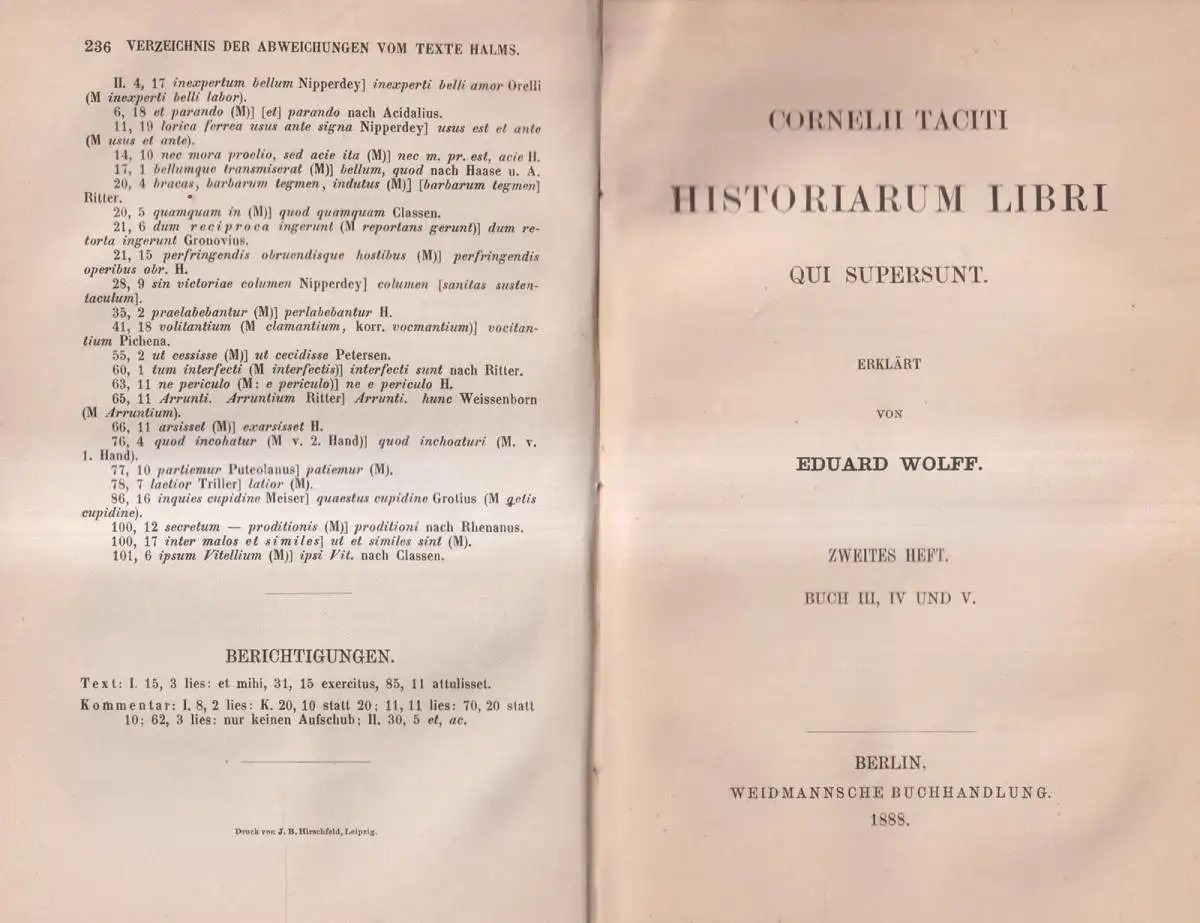 236 VERZEICHNIS DER ABWEICHUNGEN VOM TEXTE HALMS.
II. 4, 17 inexpertum bellum Nipperdey] inexperti belli amor Orelli
(M inexperti belli labor).
6, 18 et parando (M)] [et] parando nach Acidalius.
11, 19 lorica ferrea usus ante signa Nipperdey] usus est et ante
(M usus et ante).
14, 10 nec mora proelio, sed acie ita (M)] nec m. pr. est, acie H.
17, 1 bellumque transmiserat (M)] bellum, quod nach Haase u. A.
20, 4 bracas, barbarum tegmen, indutus (M)] [barbarum tegmen]
Ritter.
20, 5 quamquam in (M)] quod quamquam Classen.
21, 6 dum reciproca ingerunt (M reportans gerunt)] dum re-
torta ingerunt Gronovius.
21, 15 perfringendis obruendisque hostibus (M)] perfringendis
operibus obr. H.
28, 9 sin victoriae columen Nipperdey] columen [sanitas susten-
taculum].
35, 2 praelabebantur (M)] perlabebantur H.
41, 18 volitantium (M clamantium, korr. vocmantium)] vocitan-
tium Pichena.
55, 2 ut cessisse (M)] ut cecidisse Petersen.
60, 1 tum interfecti (M interfectis)] interfecti sunt nach Ritter.
63, 11 ne periculo (M: e periculo)] ne e periculo H.
65, 11 Arrunti. Arruntium Ritter] Arrunti. hunc Weissenborn
(M Arruntium).
66, 11 arsisset (M)] exarsisset H.
76, 4 quod incohatur (M v. 2. Hand)] quod inchoaturi (M. v.
1. Hand).
77, 10 partiemur Puteolanus] patiemur (M).
78, 7 laetior Triller] latior (M).
86, 16 inquies cupidine Meiser] quaestus cupidine Grotius (M quetis
cupidine).
100, 12 secretum — proditionis (M)] proditioni nach Rhenanus.
100, 17 inter malos et similes] ut et similes sint (M).
101, 6 ipsum Vitellium (M)] ipsi Vit. nach Classen.
BERICHTIGUNGEN.
Text: I. 15, 3 lies: et mihi, 31, 15 exercitus, 85, 11 attulisset.
Kommentar: I. 8, 2 lies: K. 20, 10 statt 20; 11, 11 lies: 70, 20 statt
10; 62, 3 lies: nur keinen Aufschub; II. 30, 5 et, ac.
Druck von J. B. Hirschfeld, Leipzig.
CORNELII TACITI
HISTORIARUM LIBRI
QUI SUPERSUNT.
ERKLÄRT
VON
EDUARD WOLFF.
ZWEITES HEFT.
BUCH III, IV UND V.
BERLIN,
WEIDMANNSCHE BUCHHANDLUNG.
1888.